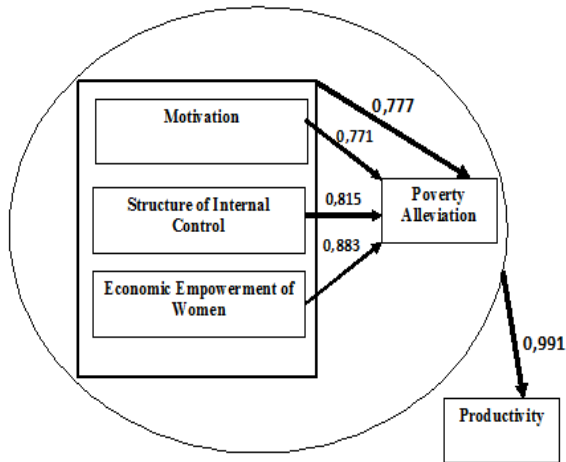 Motivation
0,777
0,771
Structure of Internal
Control
0,815
Poverty
Alleviation
0,883
Economic Empowerment of
Women
0,991
Productivity